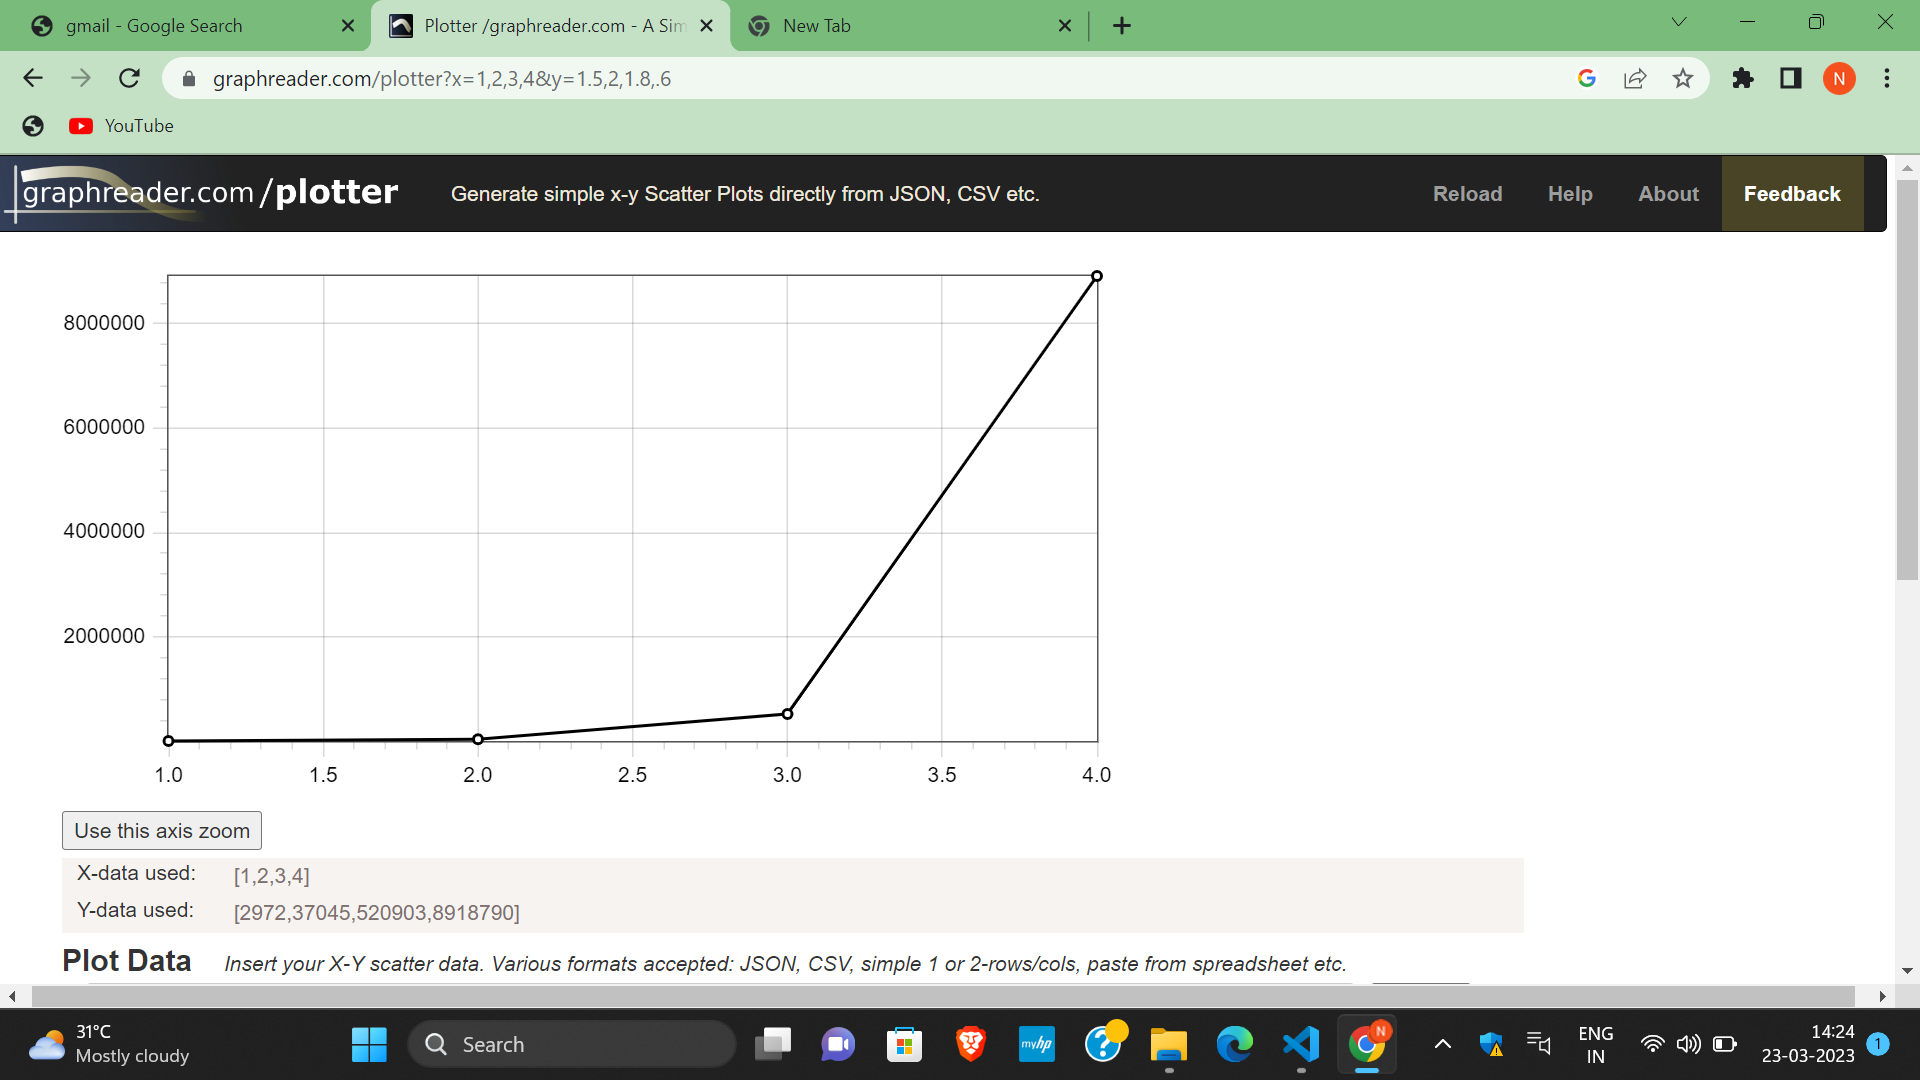 gmail - Google Search
Plotter /graphreader.com - A Sim
New Tab
graphreader.com/plotter?x=1,2,3,4&y=1.5,2,1.8,.6
N
YouTube
graphreader.com /plotter
Generate simple x-y Scatter Plots directly from JSON, CSV etc.
Reload
Help
About
Feedback
8000000
6000000
4000000
2000000
1.0 1.5 2.0 2.5 3.0 3.5 4.0
Use this axis zoom
X-data used: [1,2,3,4]
Y-data used: [2972,37045,520903,8918790]
Plot Data Insert your X-Y scatter data. Various formats accepted: JSON, CSV, simple 1 or 2-rows/cols, paste from spreadsheet etc.
31°C
Mostly cloudy
Search
myhp
N
ENG
IN
14:24
23-03-2023
1